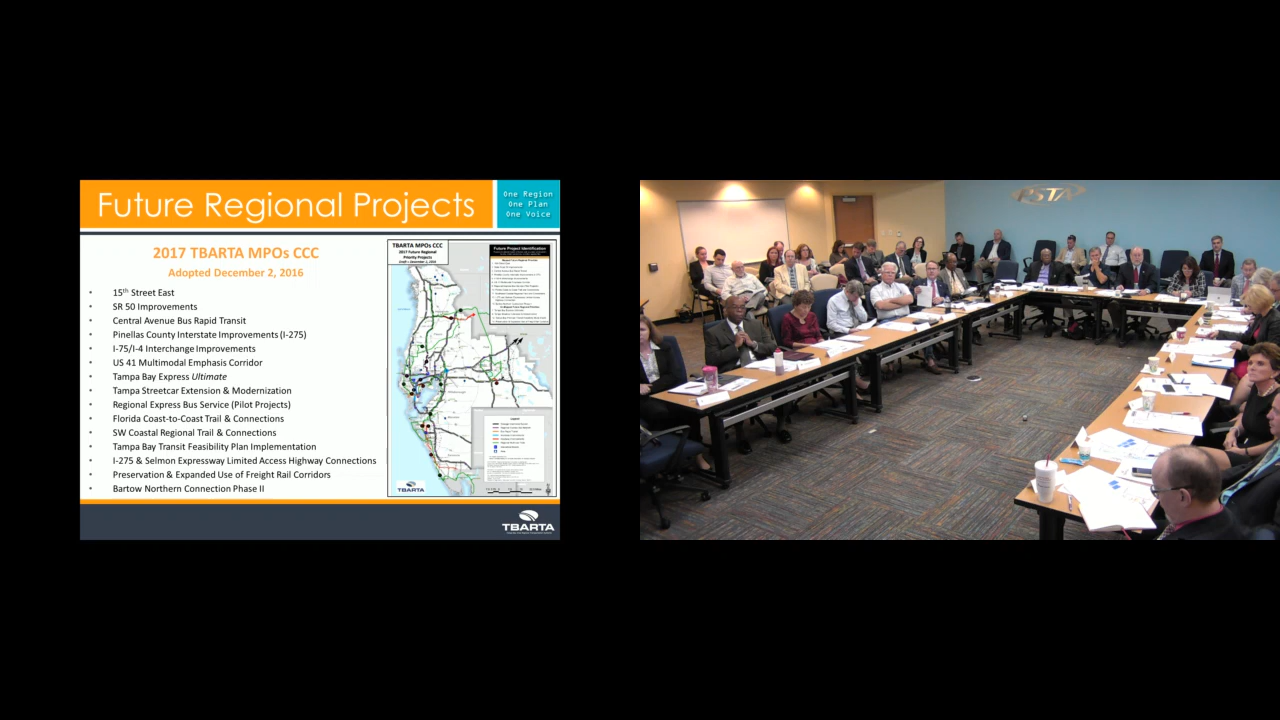 Future Regional Projects
One Region
One Plan
One Voice
2017 TBARTA MPOs CCC
Adopted December 2, 2016
• 15th Street East
• SR 50 Improvements
• Central Avenue Bus Rapid Transit
• Pinellas County Interstate Improvements (I-275)
• I-75/I-4 Interchange Improvements
• US 41 Multimodal Emphasis Corridor
• Tampa Bay Express Ultimate
• Tampa Streetcar Extension & Modernization
• Regional Express Bus Service (Pilot Projects)
• Florida Coast-to-Coast Trail & Connections
• SW Coastal Regional Trail & Connections
• Tampa Bay Transit Feasibility Plan Implementation
• I-275 & Selmon Expressway Limited Access Highway Connections
• Preservation & Expanded Use of Freight Rail Corridors
• Bartow Northern Connection Phase II
TBARTA MPOs CCC
2017 Future Regional
Priority Projects
Draft - December 2, 2016
Future Project Identification
TBARTA
TBARTA
PSTA